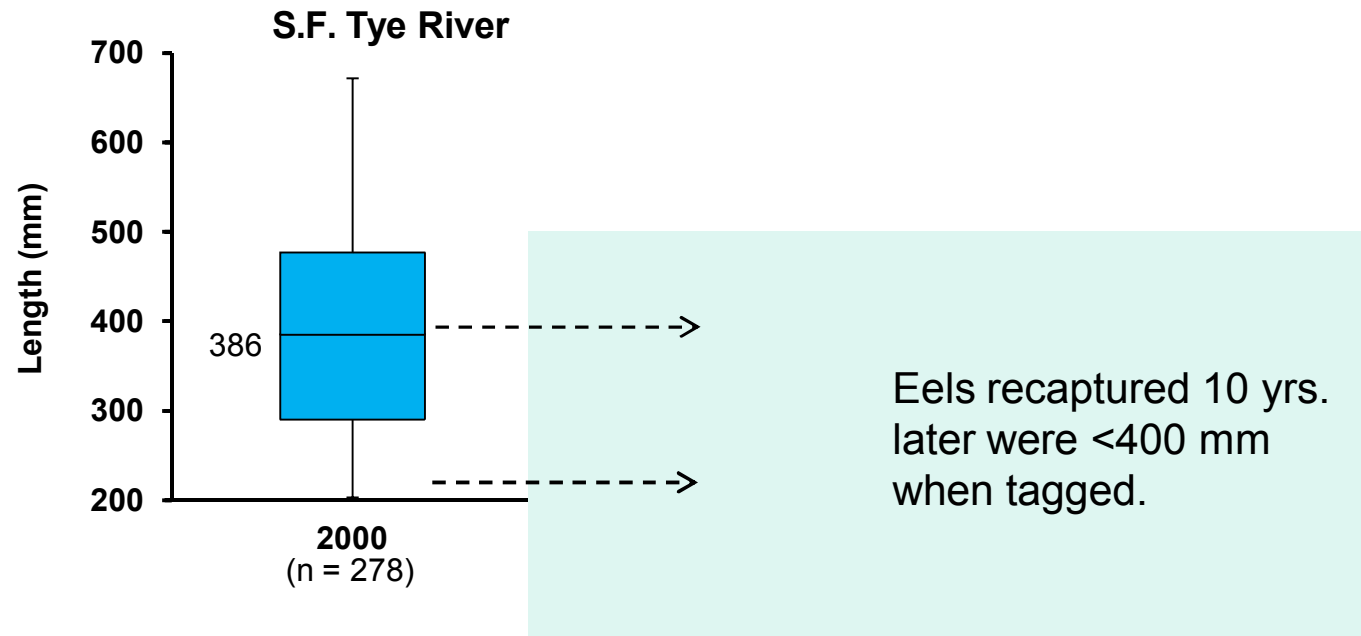 S.F. Tye River
700
600
500
400
300
200
Length (mm)
386
2000
(n = 278)
Eels recaptured 10 yrs.
later were <400 mm
when tagged.